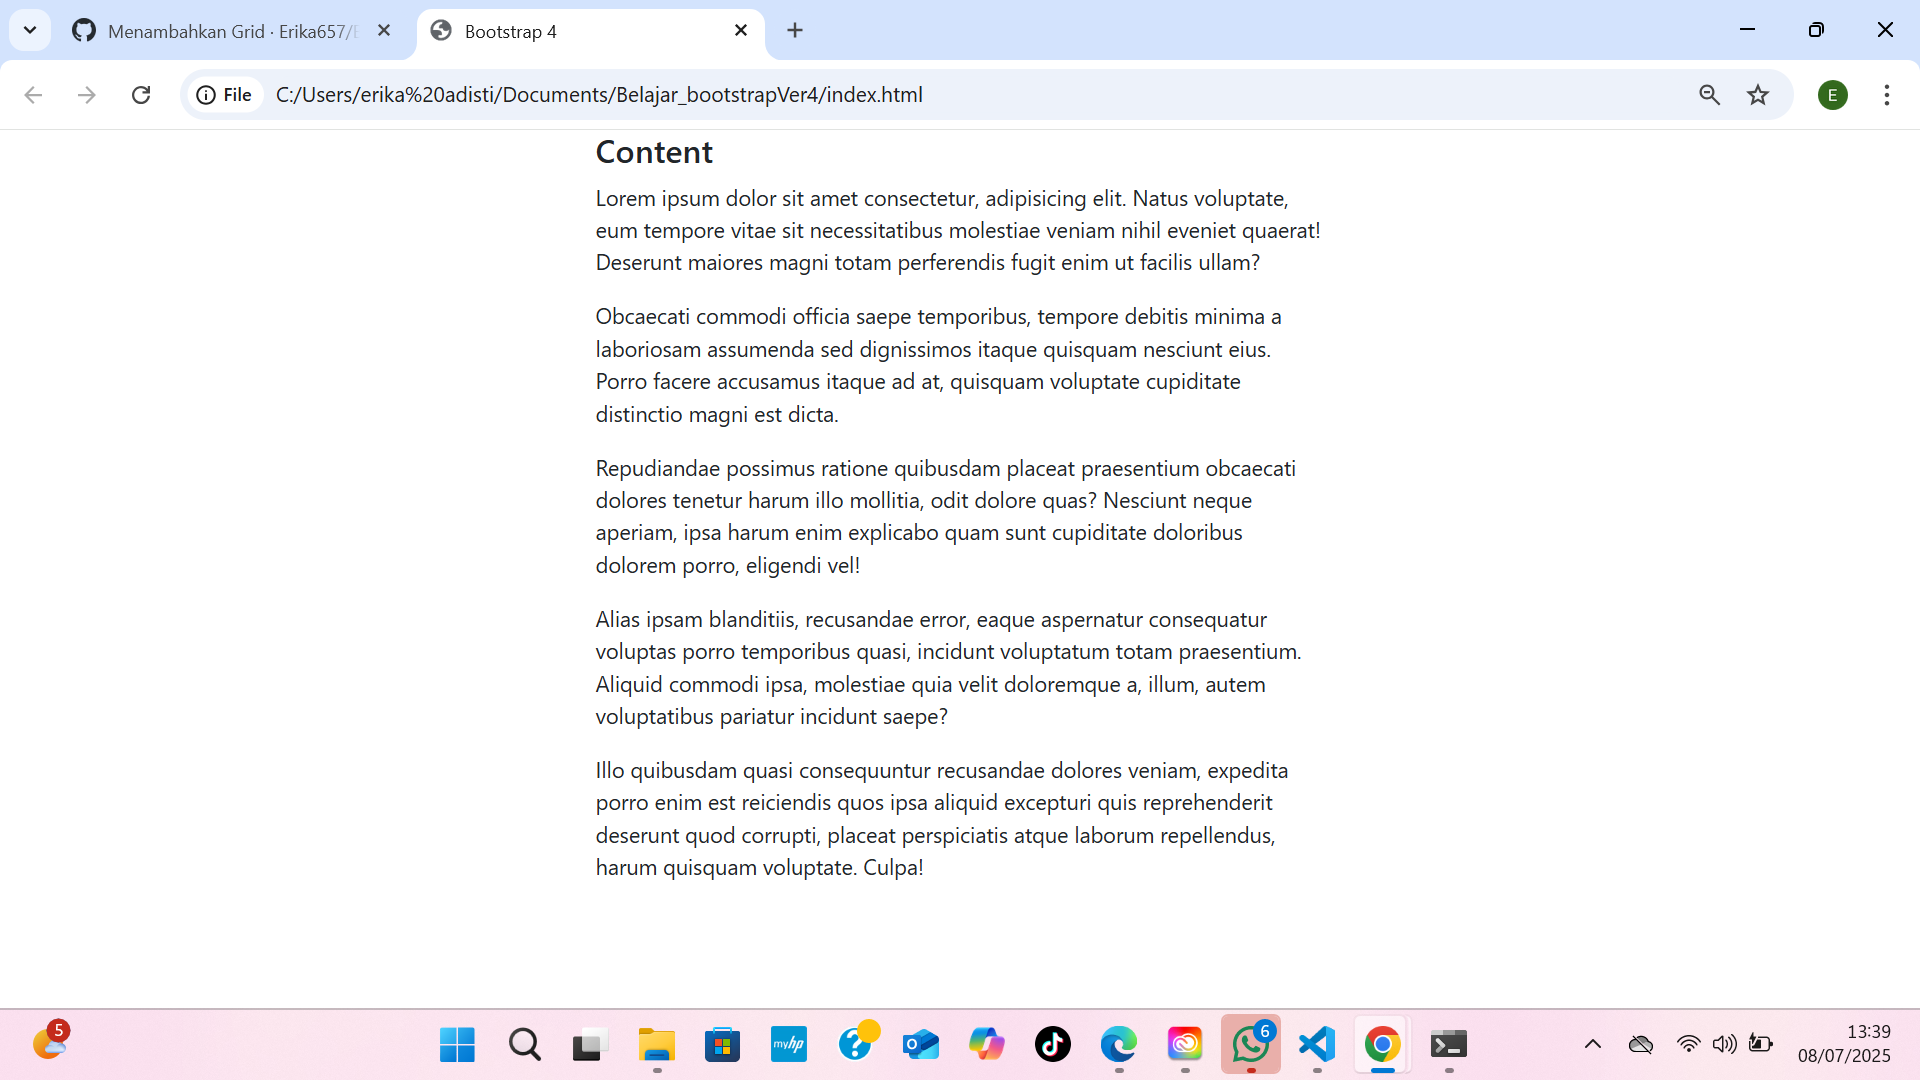 Menambahkan Grid · Erika657/
Bootstrap 4
File
C:/Users/erika%20adisti/Documents/Belajar_bootstrapVer4/index.html
E
Content
Lorem ipsum dolor sit amet consectetur, adipisicing elit. Natus voluptate,
eum tempore vitae sit necessitatibus molestiae veniam nihil eveniet quaerat!
Deserunt maiores magni totam perferendis fugit enim ut facilis ullam?
Obcaecati commodi officia saepe temporibus, tempore debitis minima a
laboriosam assumenda sed dignissimos itaque quisquam nesciunt eius.
Porro facere accusamus itaque ad at, quisquam voluptate cupiditate
distinctio magni est dicta.
Repudiandae possimus ratione quibusdam placeat praesentium obcaecati
dolores tenetur harum illo mollitia, odit dolore quas? Nesciunt neque
aperiam, ipsa harum enim explicabo quam sunt cupiditate doloribus
dolorem porro, eligendi vel!
Alias ipsam blanditiis, recusandae error, eaque aspernatur consequatur
voluptas porro temporibus quasi, incidunt voluptatum totam praesentium.
Aliquid commodi ipsa, molestiae quia velit doloremque a, illum, autem
voluptatibus pariatur incidunt saepe?
Illo quibusdam quasi consequuntur recusandae dolores veniam, expedita
porro enim est reiciendis quos ipsa aliquid excepturi quis reprehenderit
deserunt quod corrupti, placeat perspiciatis atque laborum repellendus,
harum quisquam voluptate. Culpa!
5
myhp
6
13:39
08/07/2025